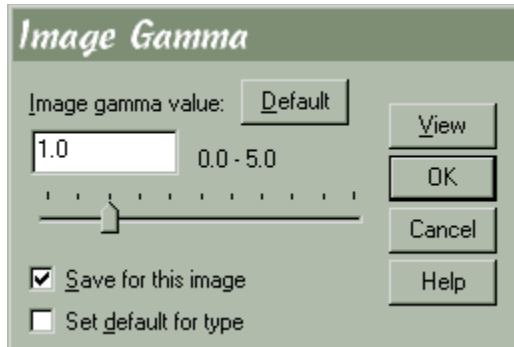 Image Gamma
Image gamma value: Default
1.0 0.0 - 5.0
View
OK
Cancel
Help
Save for this image
Set default for type